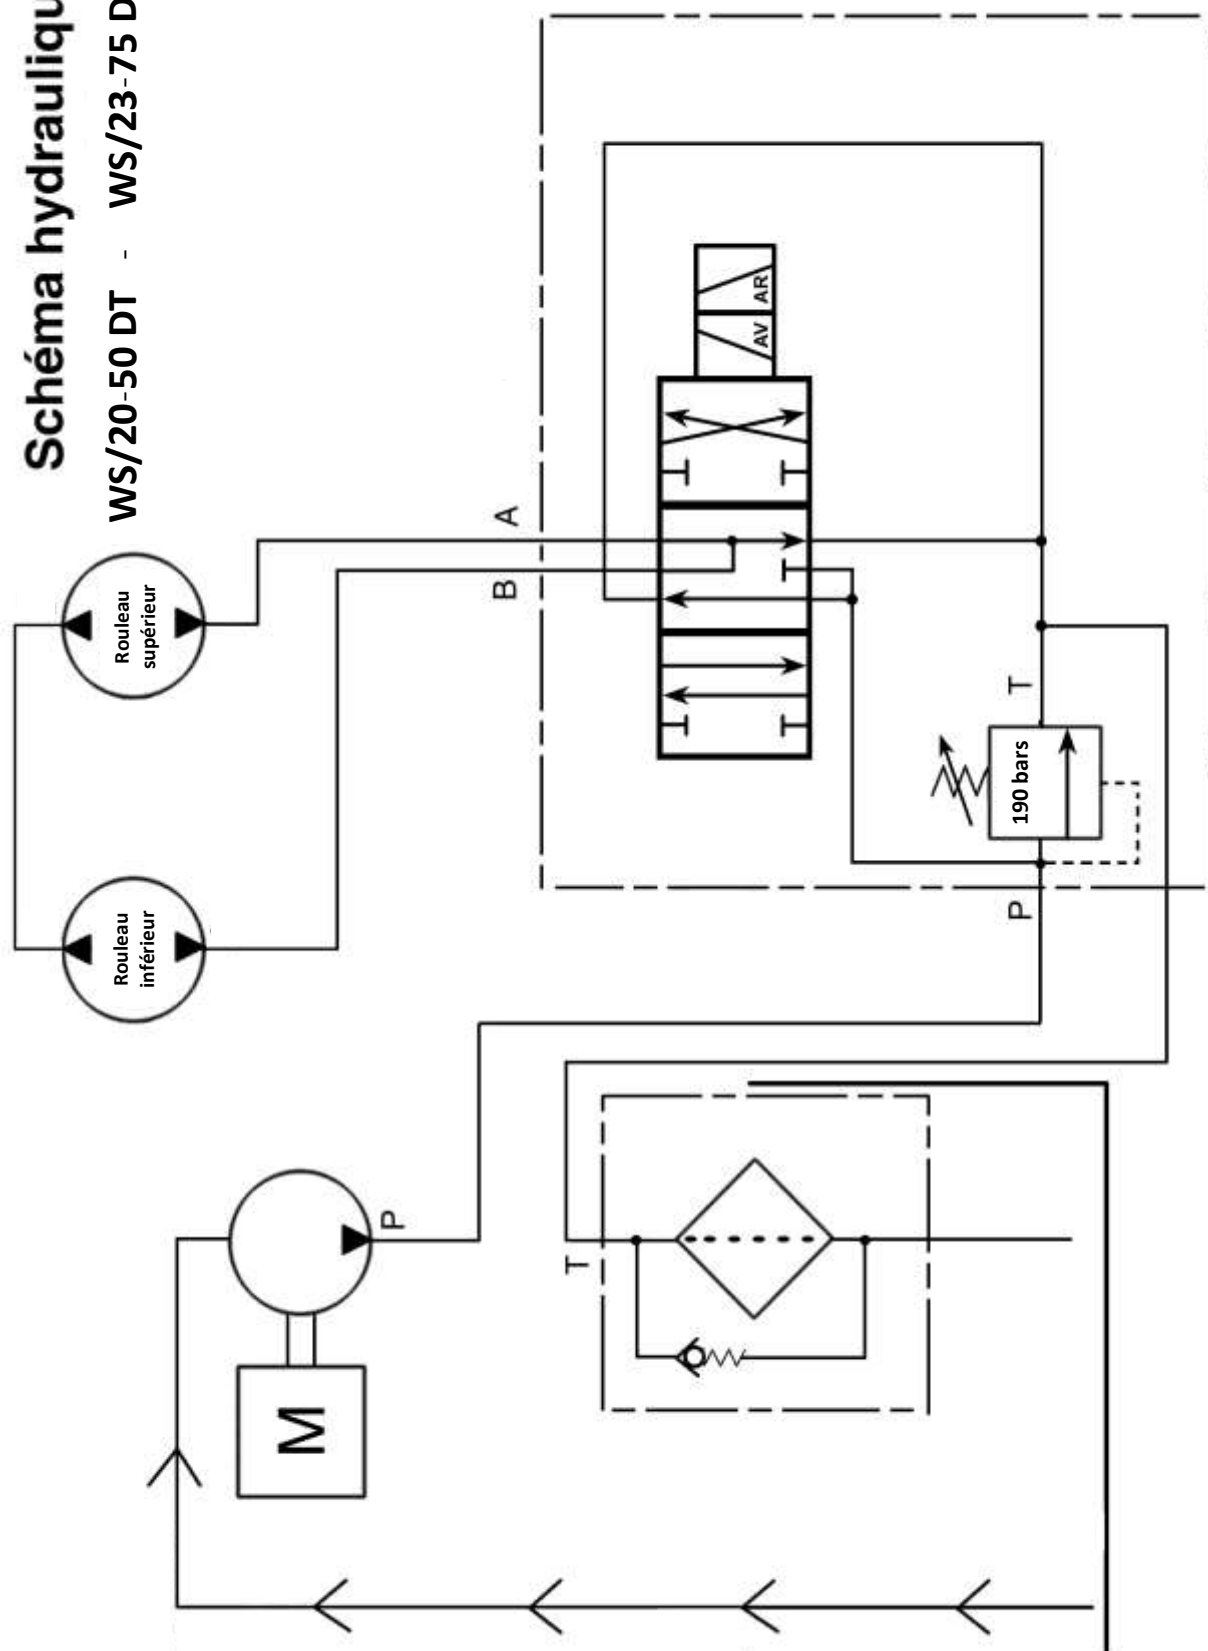 Schéma hydrauliqu
WS/20-50 DT - WS/23-75 D
Rouleau
inférieur
Rouleau
supérieur
M
P
B
A
T
AV
AR
P
190 bars
T